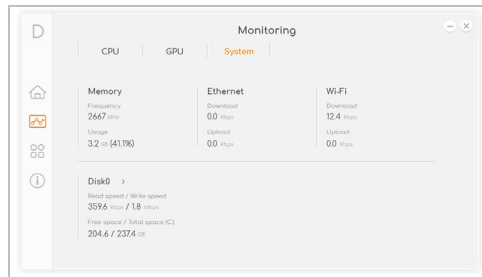 D
Monitoring
CPU GPU System
Memory Ethernet Wi-Fi
Frequency Download Download
2667 MHz 0.0 Kbps 12.4 Kbps
Usage Upload Upload
3.2 GB (41.1%) 0.0 Kbps 0.0 Kbps
Disk0 >
Read speed / Write speed
359.6 Kbps / 1.8 Mbps
Free space / Total space (C:)
204.6 / 237.4 GB